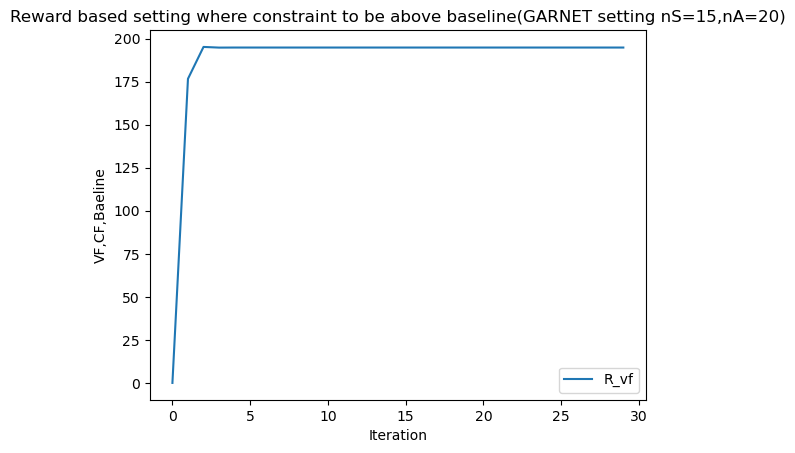 Reward based setting where constraint to be above baseline(GARNET setting nS=15,nA=20)
200
175
150
125
100
75
50
25
0
VF,CF,Baeline
R_vf
0 5 10 15 20 25 30
Iteration